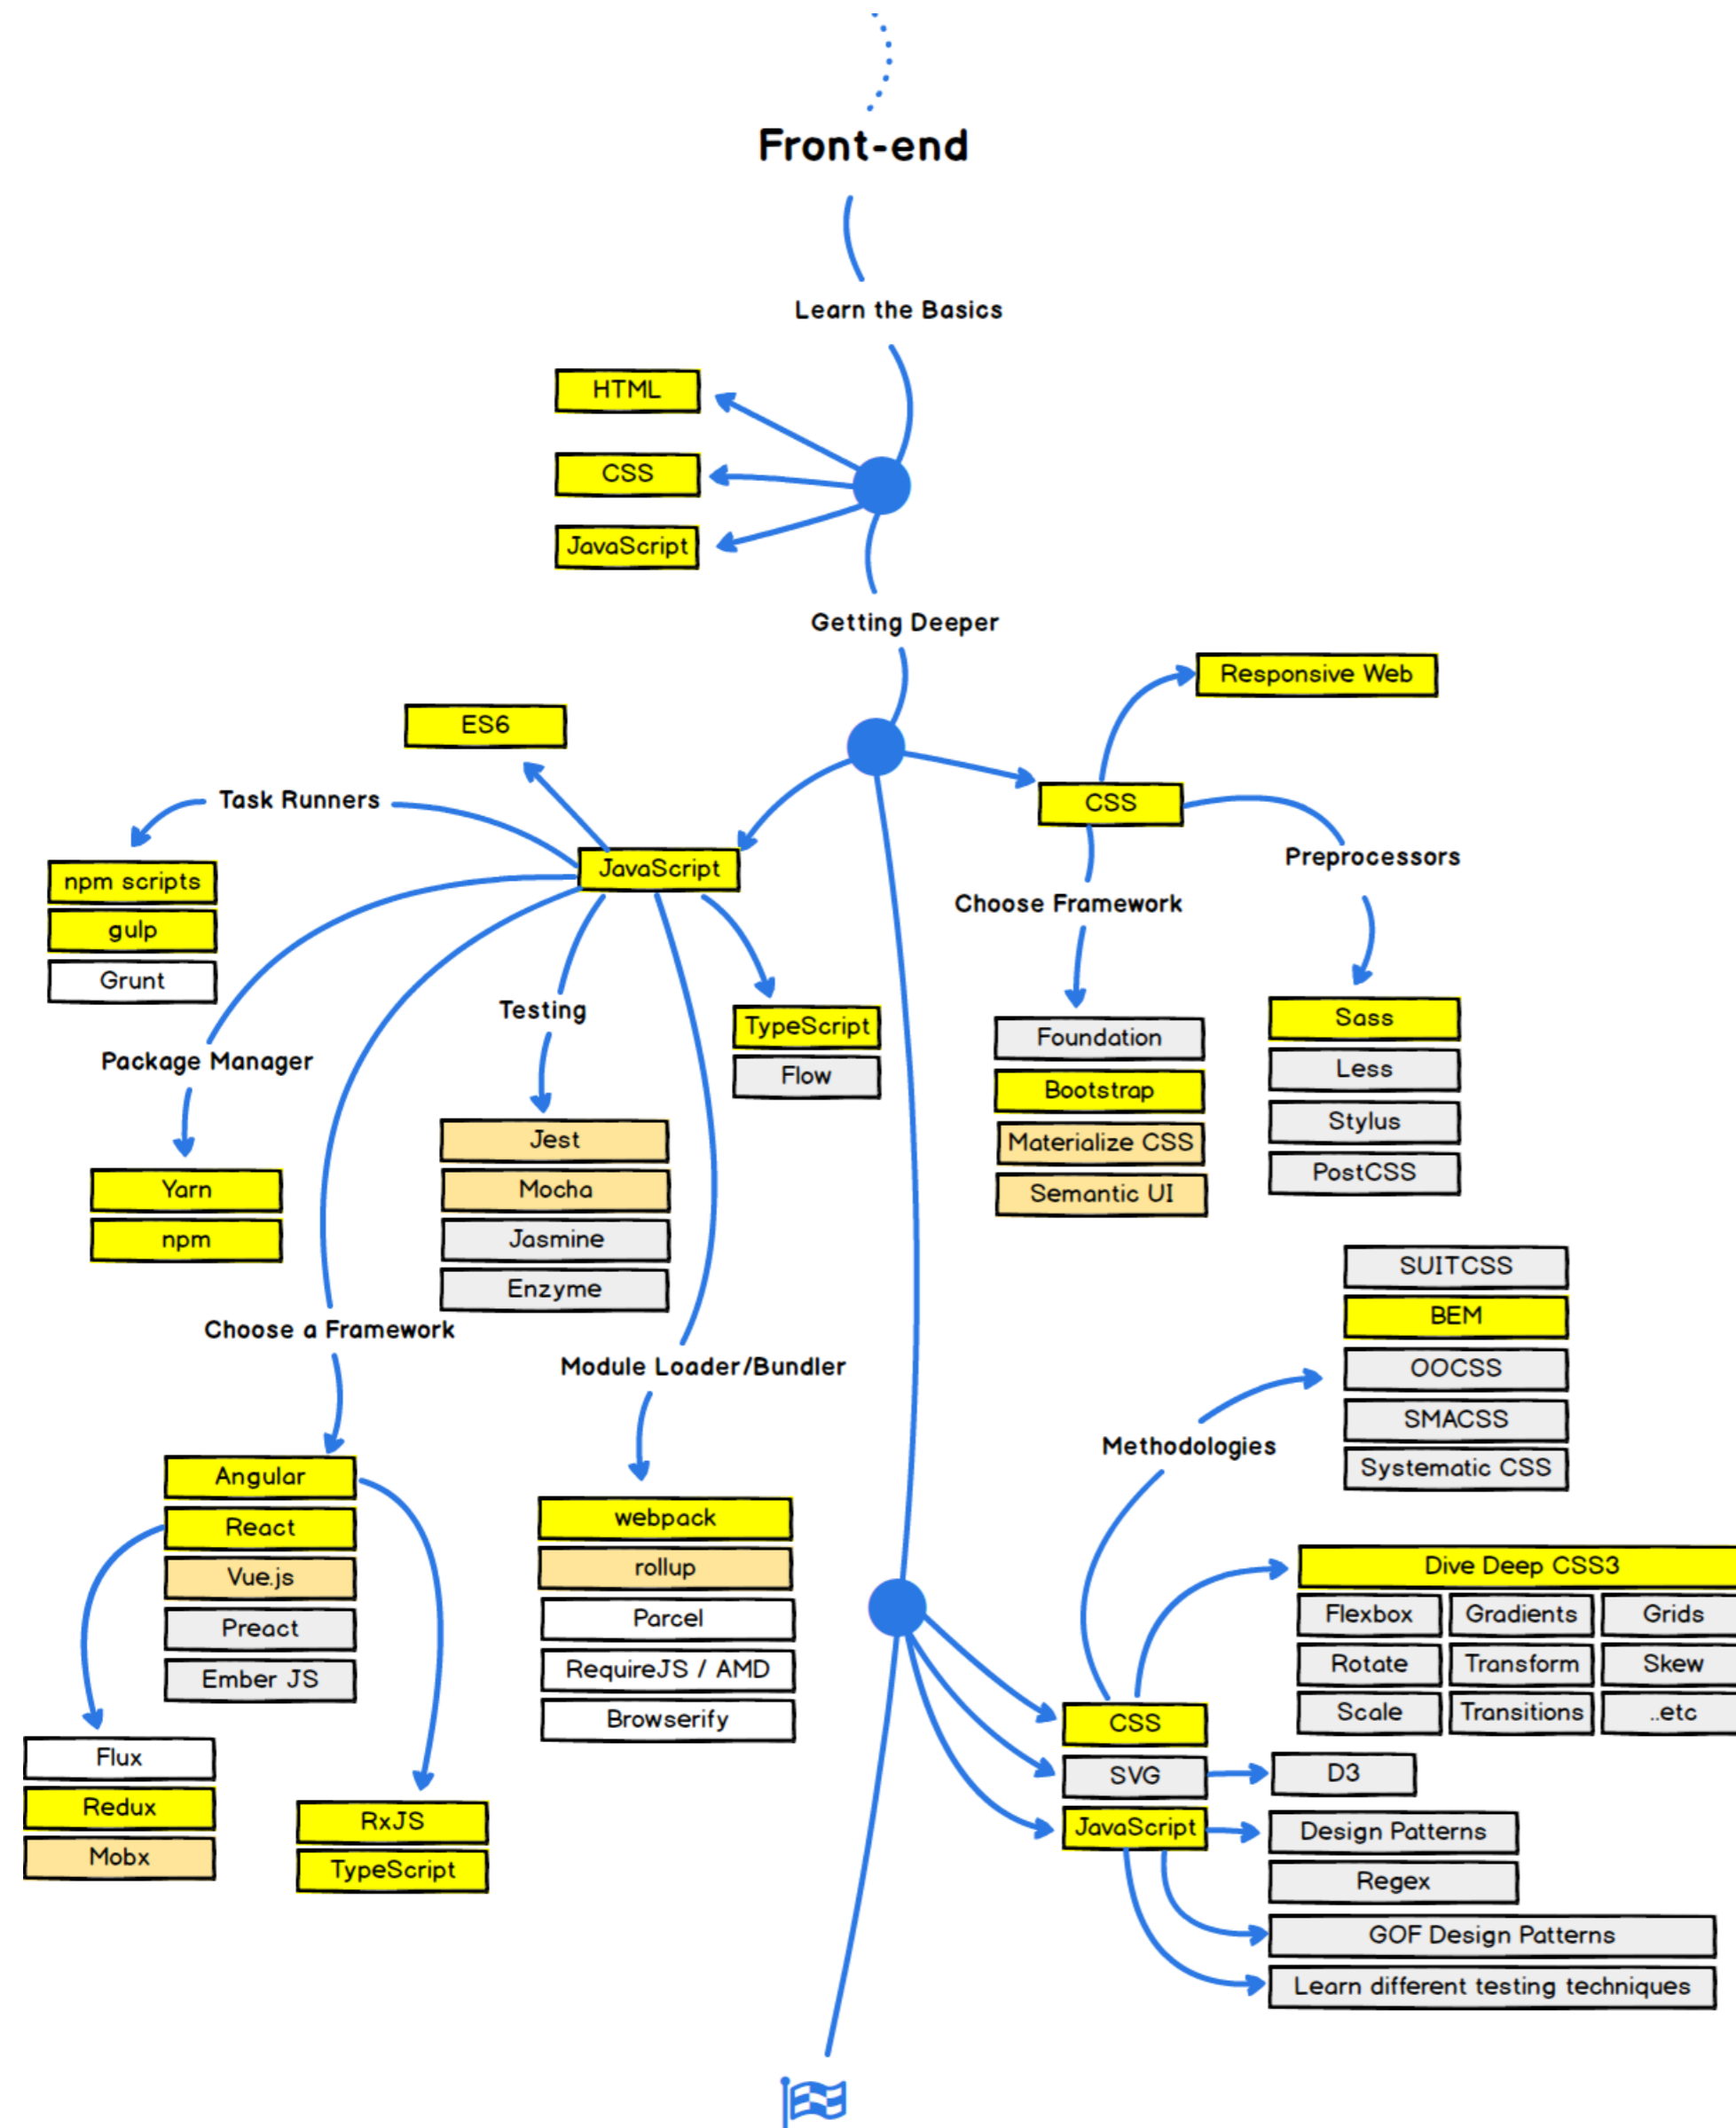 Front-end
Learn the Basics
HTML
CSS
JavaScript
Getting Deeper
Responsive Web
ES6
Task Runners
CSS
JavaScript
Preprocessors
npm scripts
gulp
Grunt
Choose Framework
Testing
TypeScript
Flow
Foundation
Bootstrap
Materialize CSS
Semantic UI
Sass
Less
Stylus
PostCSS
Package Manager
Yarn
npm
Jest
Mocha
Jasmine
Enzyme
Choose a Framework
Module Loader/Bundler
SUITCSS
BEM
OOCSS
SMACSS
Systematic CSS
Methodologies
Angular
React
Vue.js
Preact
Ember JS
webpack
rollup
Parcel
RequireJS / AMD
Browserify
Dive Deep CSS3
Flexbox Gradients Grids
Rotate Transform Skew
Scale Transitions ..etc
Flux
Redux
Mobx
RxJS
TypeScript
CSS
SVG
JavaScript
D3
Design Patterns
Regex
GOF Design Patterns
Learn different testing techniques